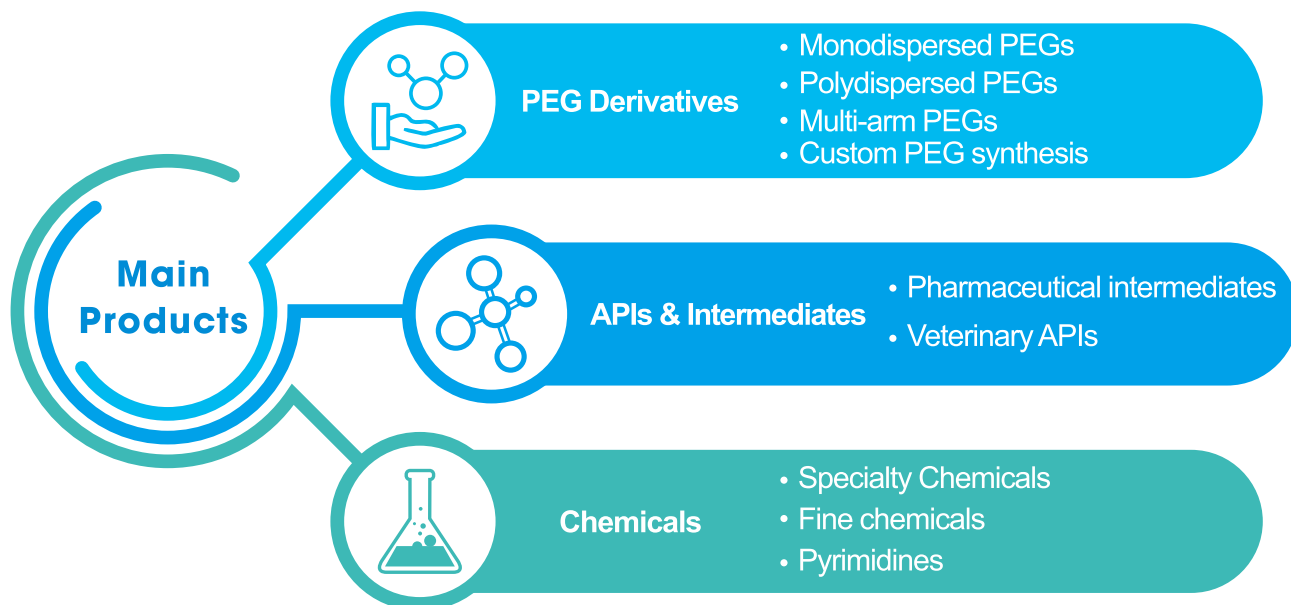 Main
Products
PEG Derivatives
• Monodispersed PEGs
• Polydispersed PEGs
• Multi-arm PEGs
• Custom PEG synthesis
APIs & Intermediates
• Pharmaceutical intermediates
• Veterinary APIs
Chemicals
• Specialty Chemicals
• Fine chemicals
• Pyrimidines